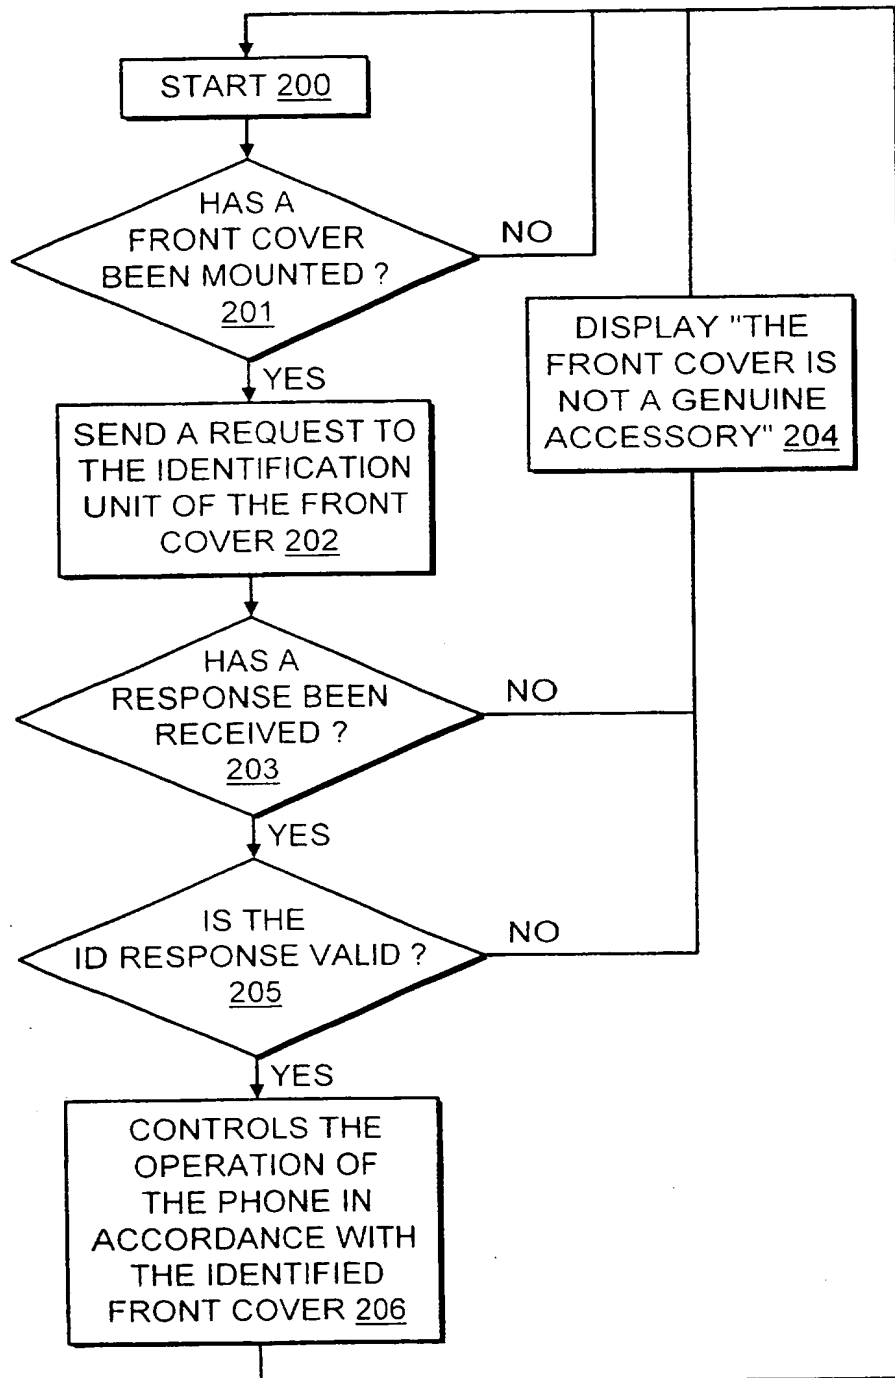 START 200
HAS A
FRONT COVER
BEEN MOUNTED ?
201
NO
YES
DISPLAY "THE
FRONT COVER IS
NOT A GENUINE
ACCESSORY" 204
SEND A REQUEST TO
THE IDENTIFICATION
UNIT OF THE FRONT
COVER 202
HAS A
RESPONSE BEEN
RECEIVED ?
203
NO
YES
IS THE
ID RESPONSE VALID ?
205
NO
YES
CONTROLS THE
OPERATION OF
THE PHONE IN
ACCORDANCE WITH
THE IDENTIFIED
FRONT COVER 206